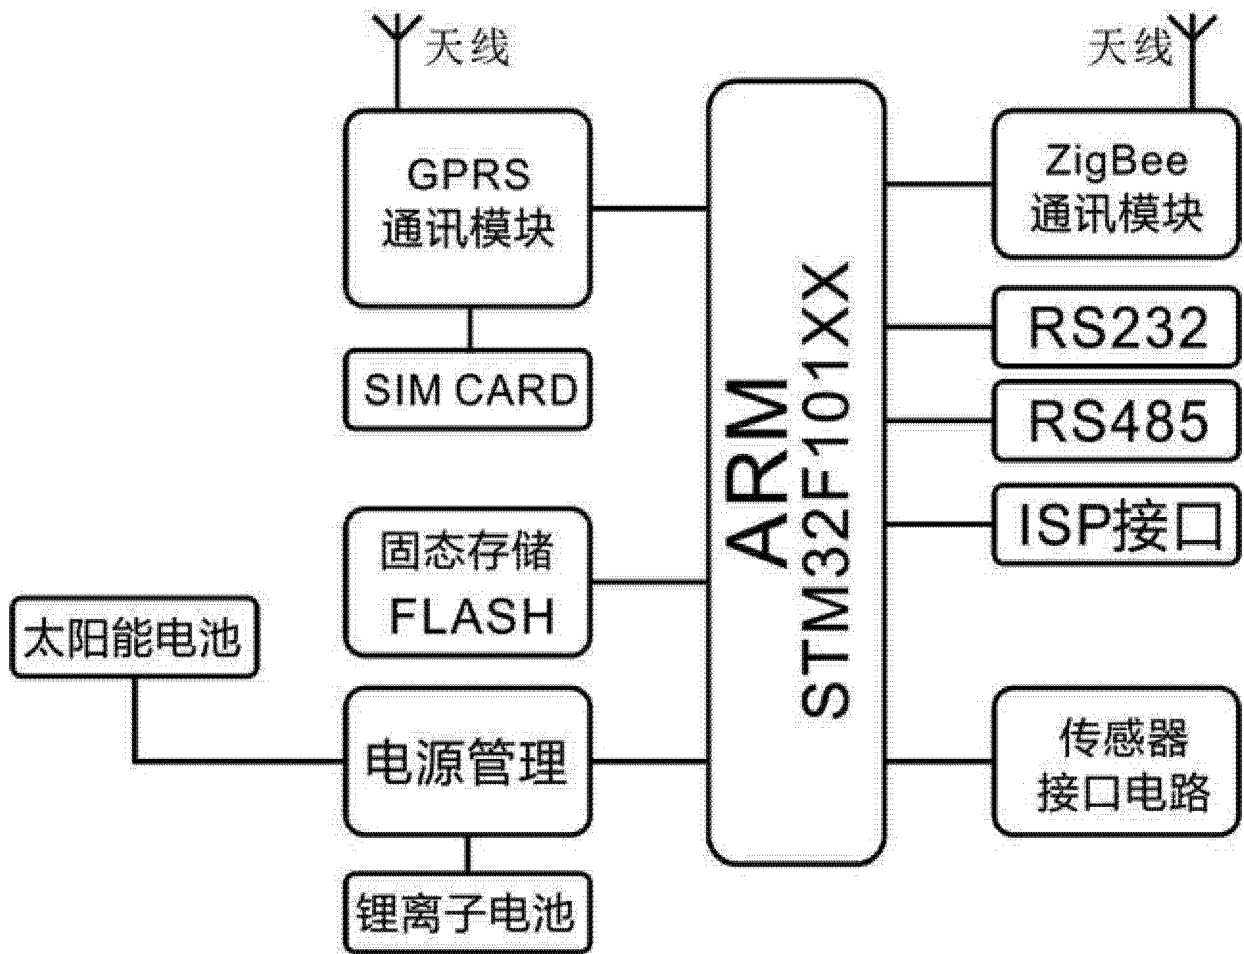 天线
天线
GPRS
通讯模块
ZigBee
通讯模块
SIM CARD
RS232
RS485
ISP接口
ARM
STM32F101XX
固态存储
FLASH
太阳能电池
电源管理
传感器
接口电路
锂离子电池